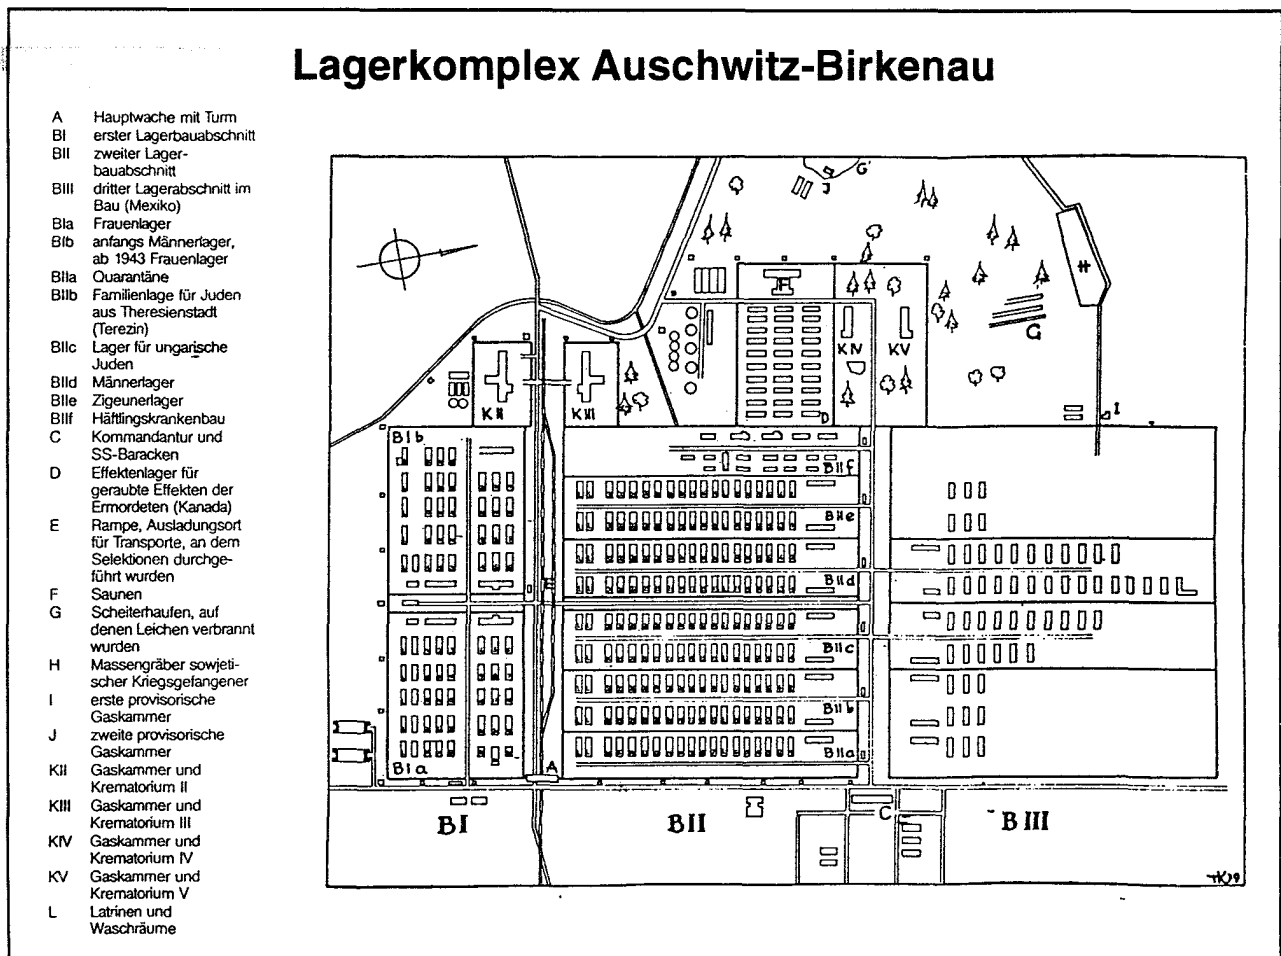 Lagerkomplex Auschwitz-Birkenau
A Hauptwache mit Turm
BI erster Lagerbauabschnitt
BII zweiter Lager-
bauabschnitt
BIII dritter Lagerabschnitt im
Bau (Mexiko)
BIa Frauenlager
BIb anfangs Männerlager,
ab 1943 Frauenlager
BIIa Quarantäne
BIIb Familienlage für Juden
aus Theresienstadt
(Terezin)
BIIc Lager für ungarische
Juden
BIId Männerlager
BIIe Zigeunerlager
BIIf Häftlingskrankenbau
C Kommandantur und
SS-Baracken
D Effektenlager für
geraubte Effekten der
Ermordeten (Kanada)
E Rampe, Ausladungsort
für Transporte, an dem
Selektionen durchge-
führt wurden
F Saunen
G Scheiterhaufen, auf
denen Leichen verbrannt
wurden
H Massengräber sowjeti-
scher Kriegsgefangener
I erste provisorische
Gaskammer
J zweite provisorische
Gaskammer
KII Gaskammer und
Krematorium II
KIII Gaskammer und
Krematorium III
KIV Gaskammer und
Krematorium IV
KV Gaskammer und
Krematorium V
L Latrinen und
Waschräume
G
J
H
F
G
K IV
K V
K II
K III
D
I
BIb
BIIf
BIIe
E
BIId
BIIc
BIIb
BIIa
BIa
A
C
BI
BII
BIII